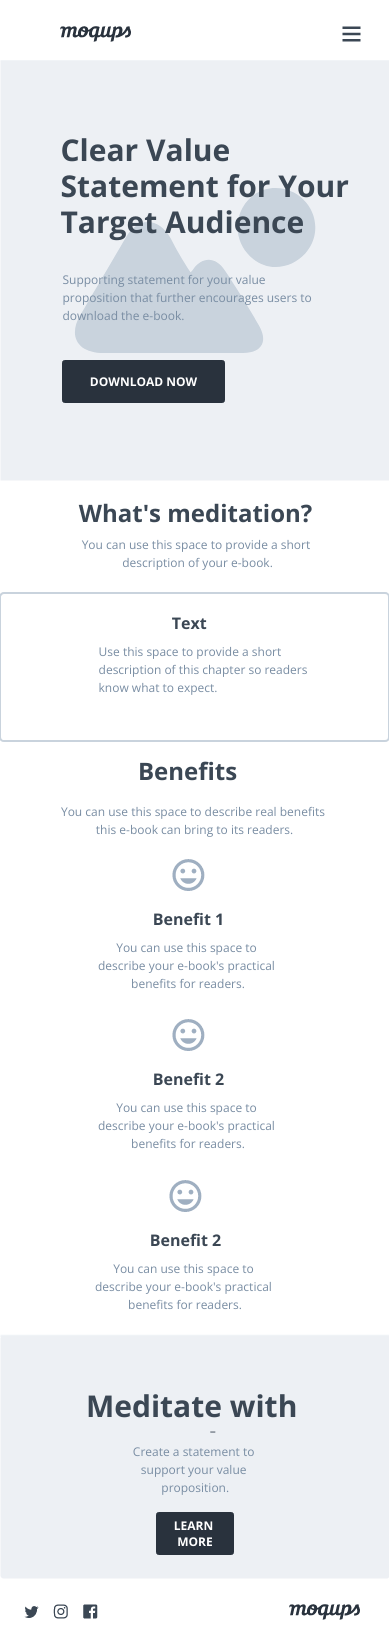 moqups
Clear Value
Statement for Your
Target Audience
Supporting statement for your value
proposition that further encourages users to
download the e-book.
DOWNLOAD NOW
What's meditation?
You can use this space to provide a short
description of your e-book.
Text
Use this space to provide a short
description of this chapter so readers
know what to expect.
Benefits
You can use this space to describe real benefits
this e-book can bring to its readers.
Benefit 1
You can use this space to
describe your e-book's practical
benefits for readers.
Benefit 2
You can use this space to
describe your e-book's practical
benefits for readers.
Benefit 2
You can use this space to
describe your e-book's practical
benefits for readers.
Meditate with
-
Create a statement to
support your value
proposition.
LEARN
MORE
moqups